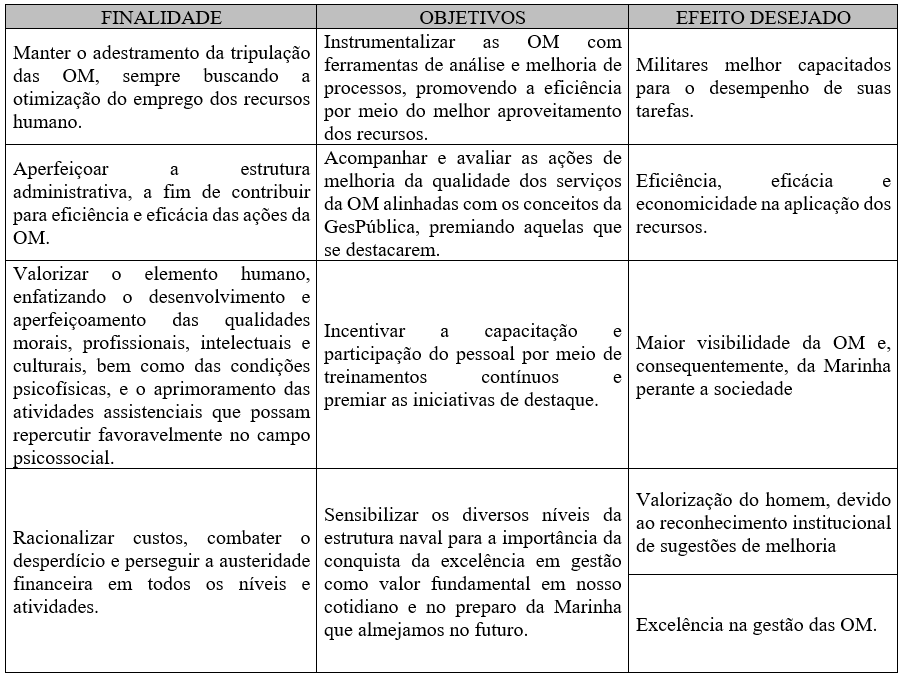 FINALIDADE
OBJETIVOS
EFEITO DESEJADO
Manter o adestramento da tripulação
das OM, sempre buscando a
otimização do emprego dos recursos
humano.
Instrumentalizar as OM com
ferramentas de análise e melhoria de
processos, promovendo a eficiência
por meio do melhor aproveitamento
dos recursos.
Militares melhor capacitados
para o desempenho de suas
tarefas.
Aperfeiçoar a estrutura
administrativa, a fim de contribuir
para eficiência e eficácia das ações da
OM.
Acompanhar e avaliar as ações de
melhoria da qualidade dos serviços
da OM alinhadas com os conceitos da
GesPública, premiando aquelas que
se destacarem.
Eficiência, eficácia e
economicidade na aplicação dos
recursos.
Valorizar o elemento humano,
enfatizando o desenvolvimento e
aperfeiçoamento das qualidades
morais, profissionais, intelectuais e
culturais, bem como das condições
psicofísicas, e o aprimoramento das
atividades assistenciais que possam
repercutir favoravelmente no campo
psicossocial.
Incentivar a capacitação e
participação do pessoal por meio de
treinamentos contínuos e
premiar as iniciativas de destaque.
Maior visibilidade da OM e,
consequentemente, da Marinha
perante a sociedade
Racionalizar custos, combater o
desperdício e perseguir a austeridade
financeira em todos os níveis e
atividades.
Sensibilizar os diversos níveis da
estrutura naval para a importância da
conquista da excelência em gestão
como valor fundamental em nosso
cotidiano e no preparo da Marinha
que almejamos no futuro.
Valorização do homem, devido
ao reconhecimento institucional
de sugestões de melhoria
Excelência na gestão das OM.